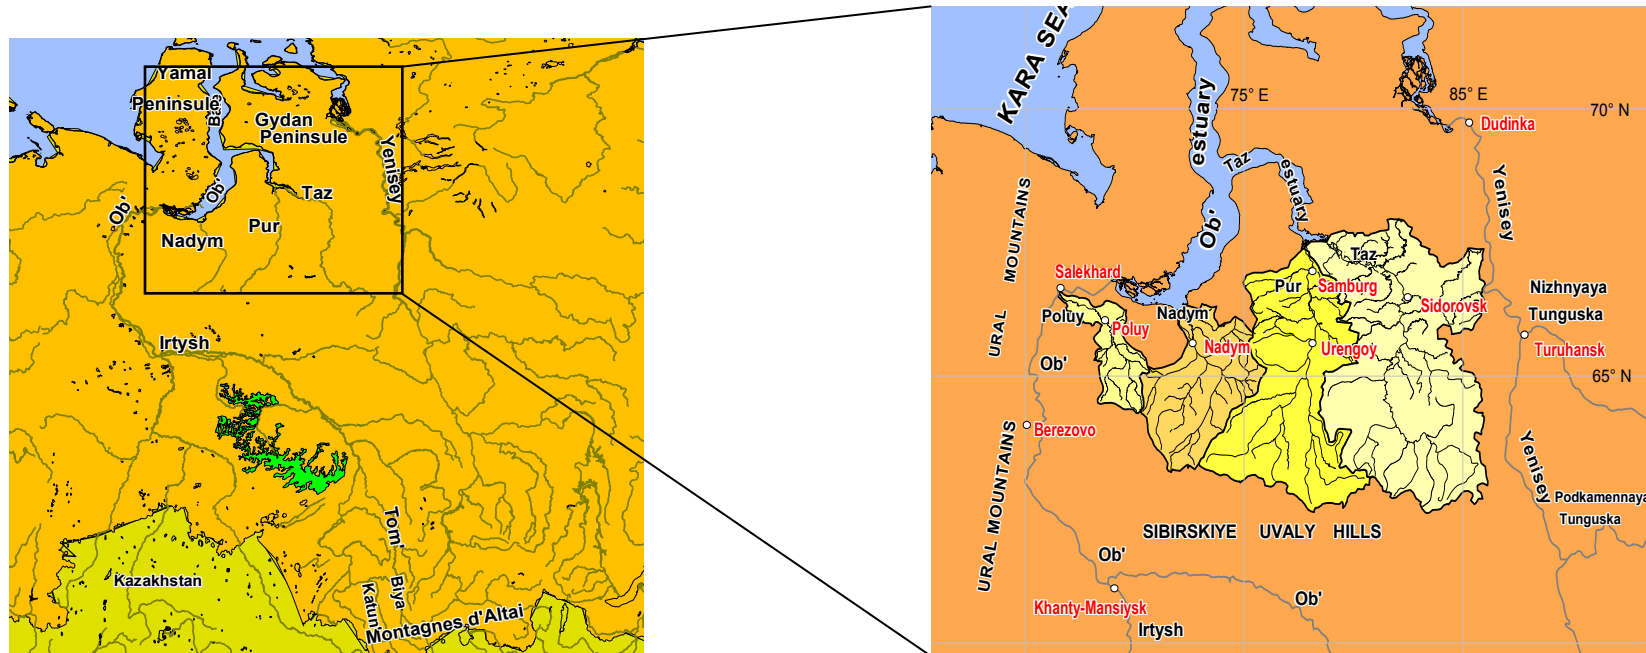 Yamal
Peninsule
Baie
Gydan
Peninsule
Yenisey
Ob'
Ob'
Taz
Pur
Nadym
Irtysh
Tom'
Biya
Katun'
Kazakhstan
Montagnes d'Altai
KARA SEA
estuary
75° E
85° E
70° N
Dudinka
Taz
estuary
Yenisey
URAL MOUNTAINS
Ob'
Taz
Salekhard
Pur
Samburg
Sidorovsk
Nizhnyaya
Tunguska
Poluy
Nadym
Poluy
Nadym
Urengoy
Turuhansk
Ob'
65° N
URAL MOUNTAINS
Berezovo
Yenisey
Podkamennaya
Tunguska
SIBIRSKIYE UVALY HILLS
Ob'
Ob'
Khanty-Mansiysk
Irtysh